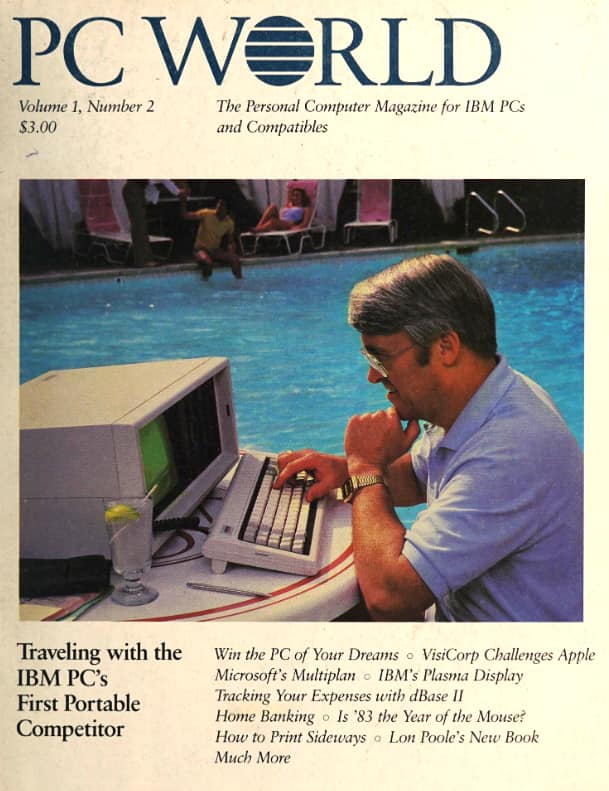 PC WORLD
Volume 1, Number 2
$3.00
The Personal Computer Magazine for IBM PCs
and Compatibles
Traveling with the
IBM PC's
First Portable
Competitor
Win the PC of Your Dreams ○ VisiCorp Challenges Apple
Microsoft's Multiplan ○ IBM's Plasma Display
Tracking Your Expenses with dBase II
Home Banking ○ Is '83 the Year of the Mouse?
How to Print Sideways ○ Lon Poole's New Book
Much More